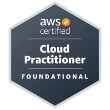 aws
certified
Cloud
Practitioner
FOUNDATIONAL